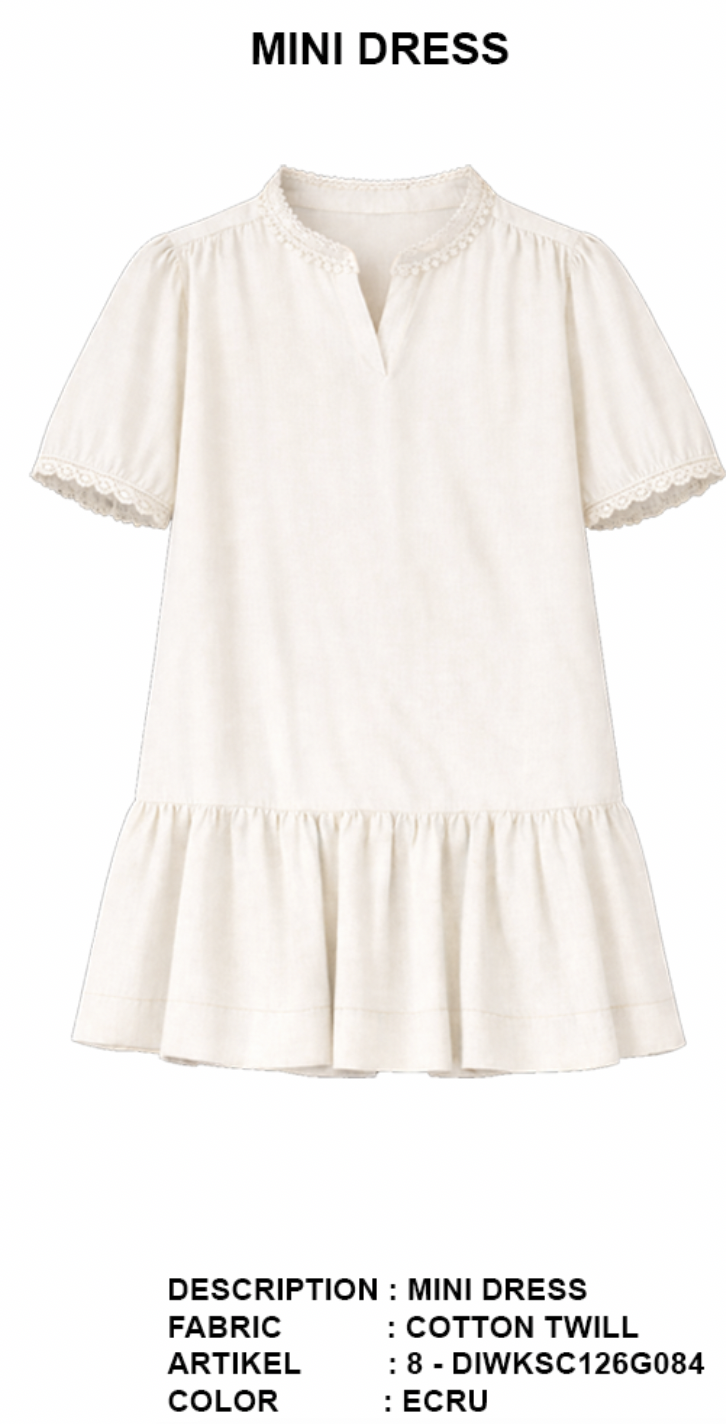 MINI DRESS
DESCRIPTION : MINI DRESS
FABRIC : COTTON TWILL
ARTIKEL : 8 - DIWKSC126G084
COLOR : ECRU